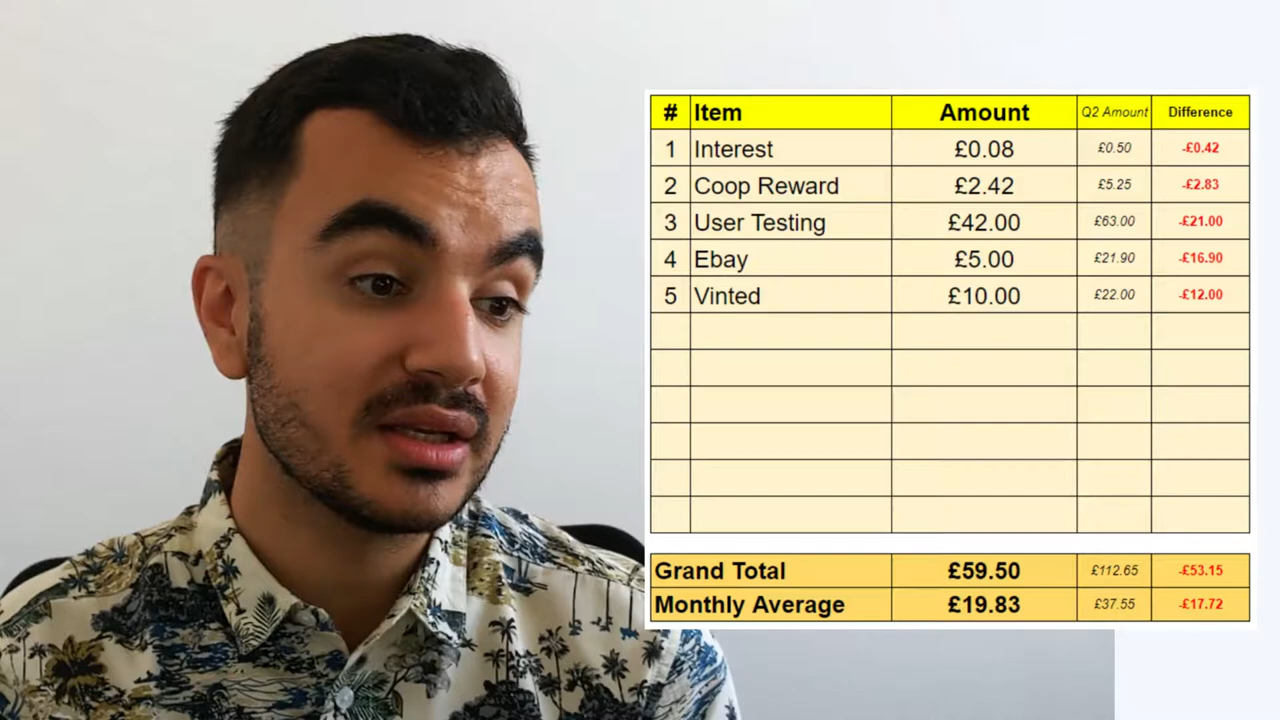 # Item Amount Q2 Amount Difference
1 Interest £0.08 £0.50 -£0.42
2 Coop Reward £2.42 £5.25 -£2.83
3 User Testing £42.00 £63.00 -£21.00
4 Ebay £5.00 £21.90 -£16.90
5 Vinted £10.00 £22.00 -£12.00
Grand Total £59.50 £112.65 -£53.15
Monthly Average £19.83 £37.55 -£17.72